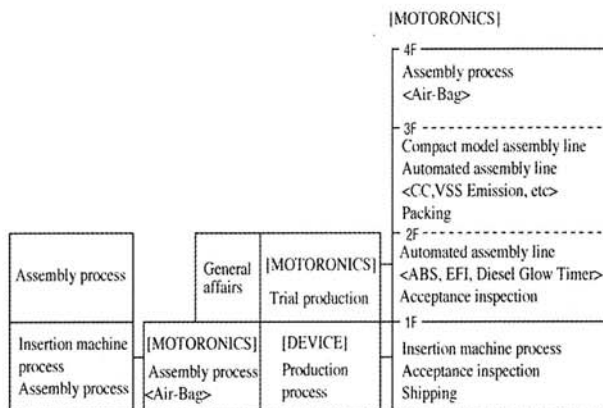 [MOTORONICS]
4F
Assembly process
<Air-Bag>
3F
Compact model assembly line
Automated assembly line
<CC,VSS Emission, etc>
Packing
2F
Automated assembly line
<ABS, EFI, Diesel Glow Timer>
Acceptance inspection
1F
Insertion machine process
Acceptance inspection
Shipping
Assembly process
General
affairs
[MOTORONICS]
Trial production
Insertion machine
process
Assembly process
[MOTORONICS]
Assembly process
<Air-Bag>
[DEVICE]
Production
process